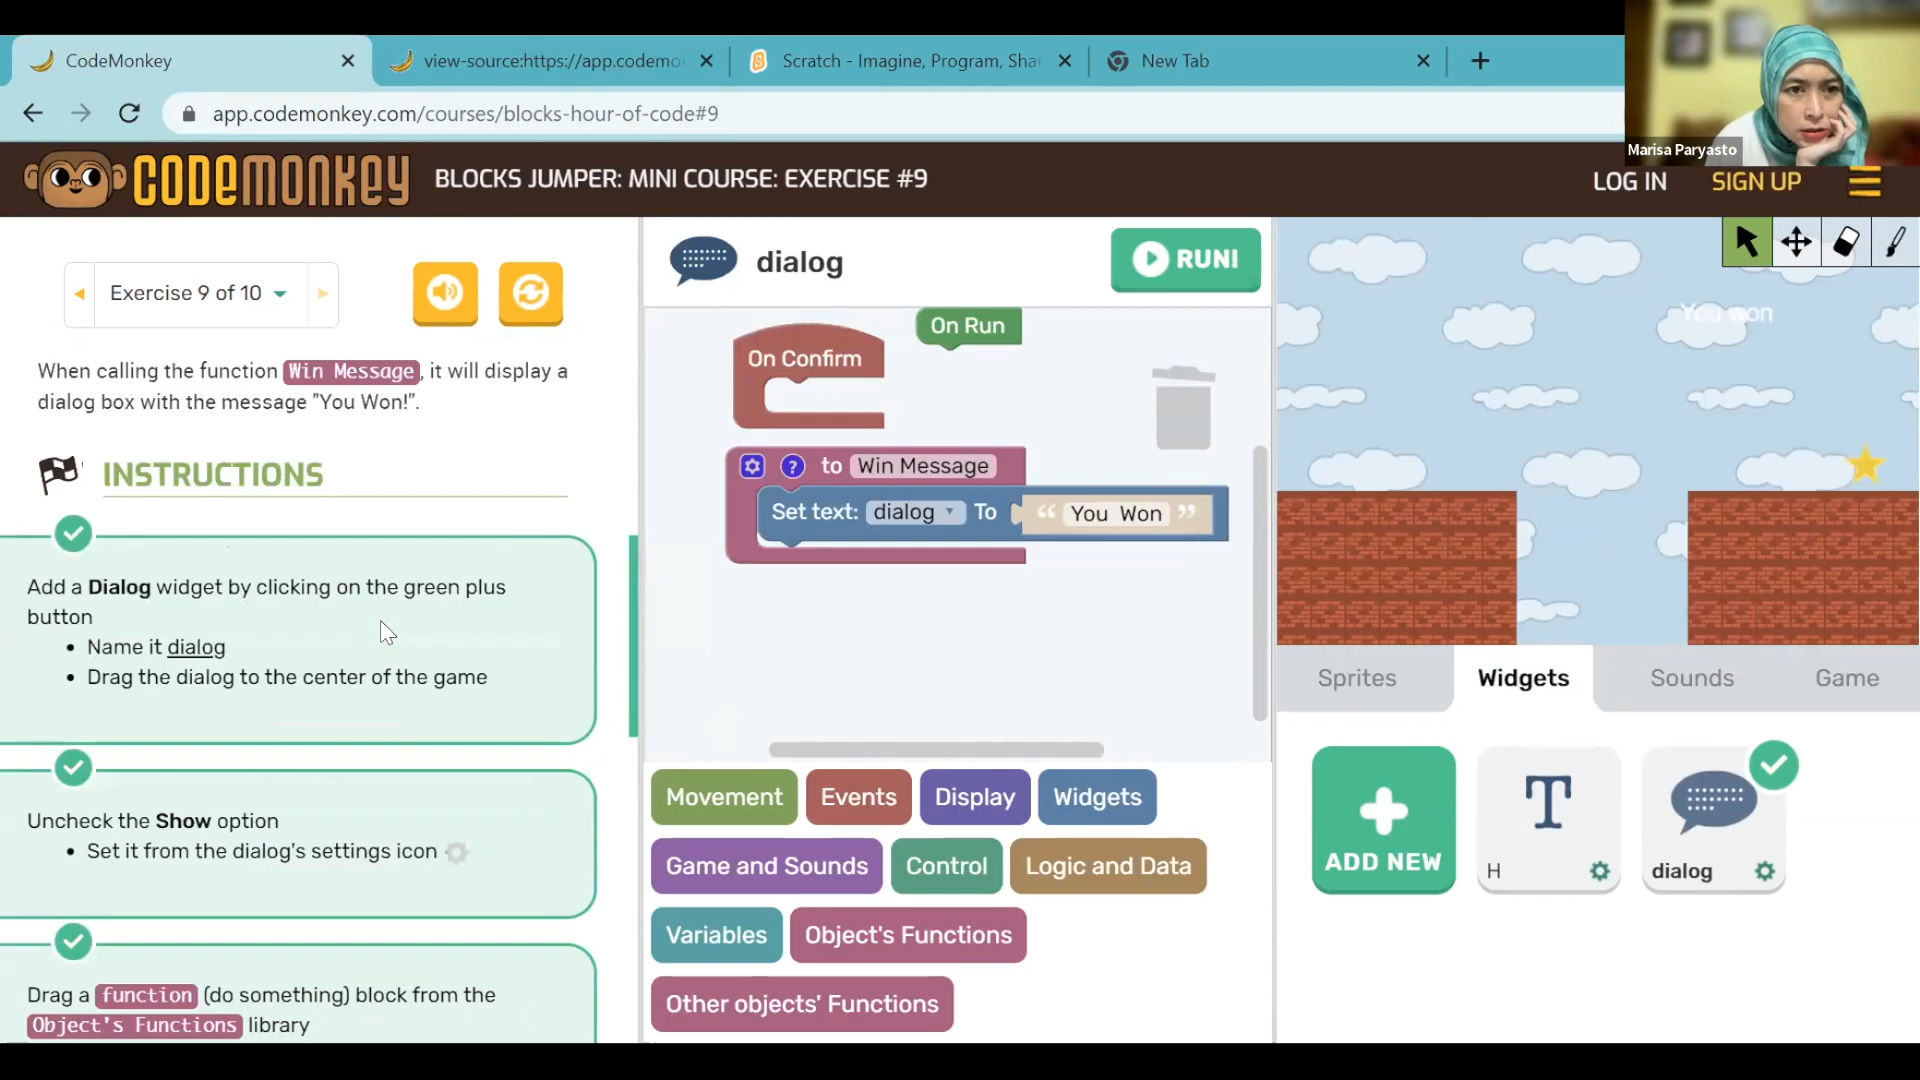 CodeMonkey
view-source:https://app.codemo
Scratch - Imagine, Program, Shar
New Tab
app.codemonkey.com/courses/blocks-hour-of-code#9
Marisa Paryasto
CODEMONKEY
BLOCKS JUMPER: MINI COURSE: EXERCISE #9
LOG IN
SIGN UP
Exercise 9 of 10
When calling the function Win Message, it will display a
dialog box with the message "You Won!".
INSTRUCTIONS
Add a Dialog widget by clicking on the green plus
button
• Name it dialog
• Drag the dialog to the center of the game
Uncheck the Show option
• Set it from the dialog's settings icon
Drag a function (do something) block from the
Object's Functions library
dialog
RUN!
On Run
On Confirm
? to Win Message
Set text: dialog To “ You Won ”
Movement
Events
Display
Widgets
Game and Sounds
Control
Logic and Data
Variables
Object's Functions
Other objects' Functions
You won
Sprites
Widgets
Sounds
Game
ADD NEW
T
H
dialog